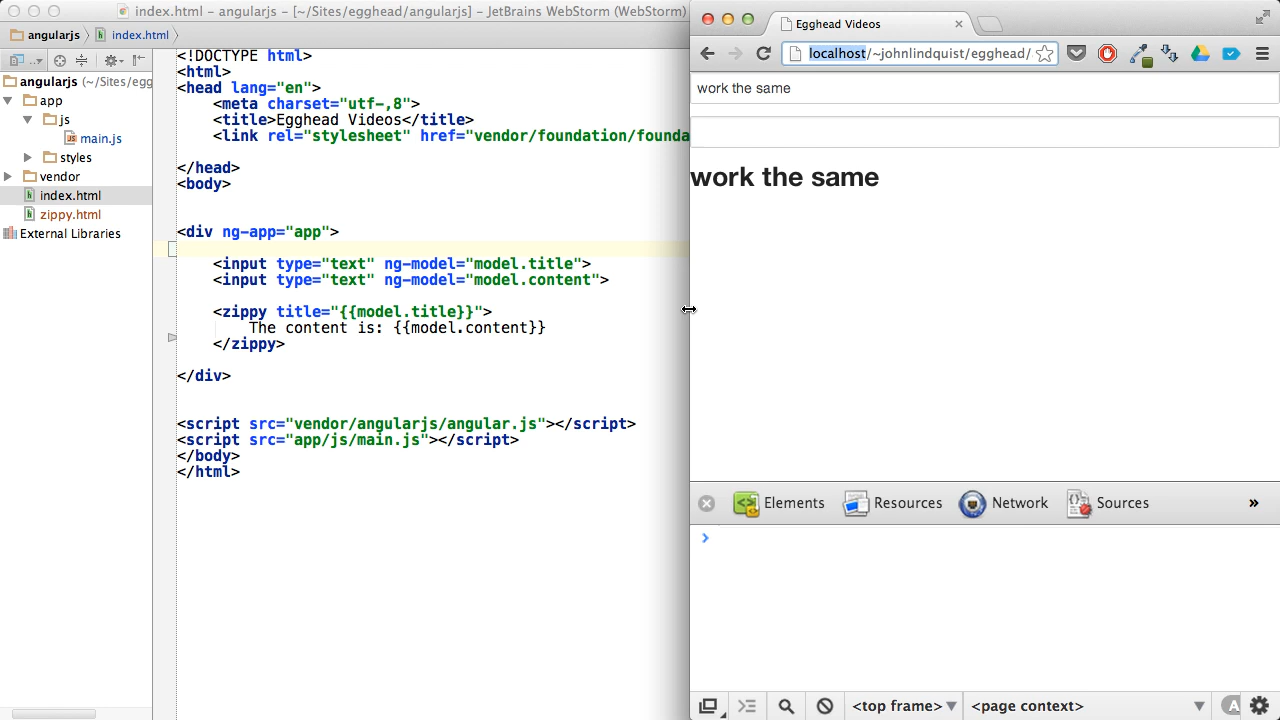 index.html - angularjs - [~/Sites/egghead/angularjs] - JetBrains WebStorm (WebStorm)
angularjs
index.html
angularjs (~/Sites/egg
app
js
main.js
styles
vendor
index.html
zippy.html
External Libraries
<!DOCTYPE html>
<html>
<head lang="en">
<meta charset="utf-,8">
<title>Egghead Videos</title>
<link rel="stylesheet" href="vendor/foundation/founda
</head>
<body>
<div ng-app="app">
<input type="text" ng-model="model.title">
<input type="text" ng-model="model.content">
<zippy title="{{model.title}}">
The content is: {{model.content}}
</zippy>
</div>
<script src="vendor/angularjs/angular.js"></script>
<script src="app/js/main.js"></script>
</body>
</html>
Egghead Videos
localhost/~johnlindquist/egghead/
work the same
work the same
Elements
Resources
Network
Sources
»
<top frame>
<page context>